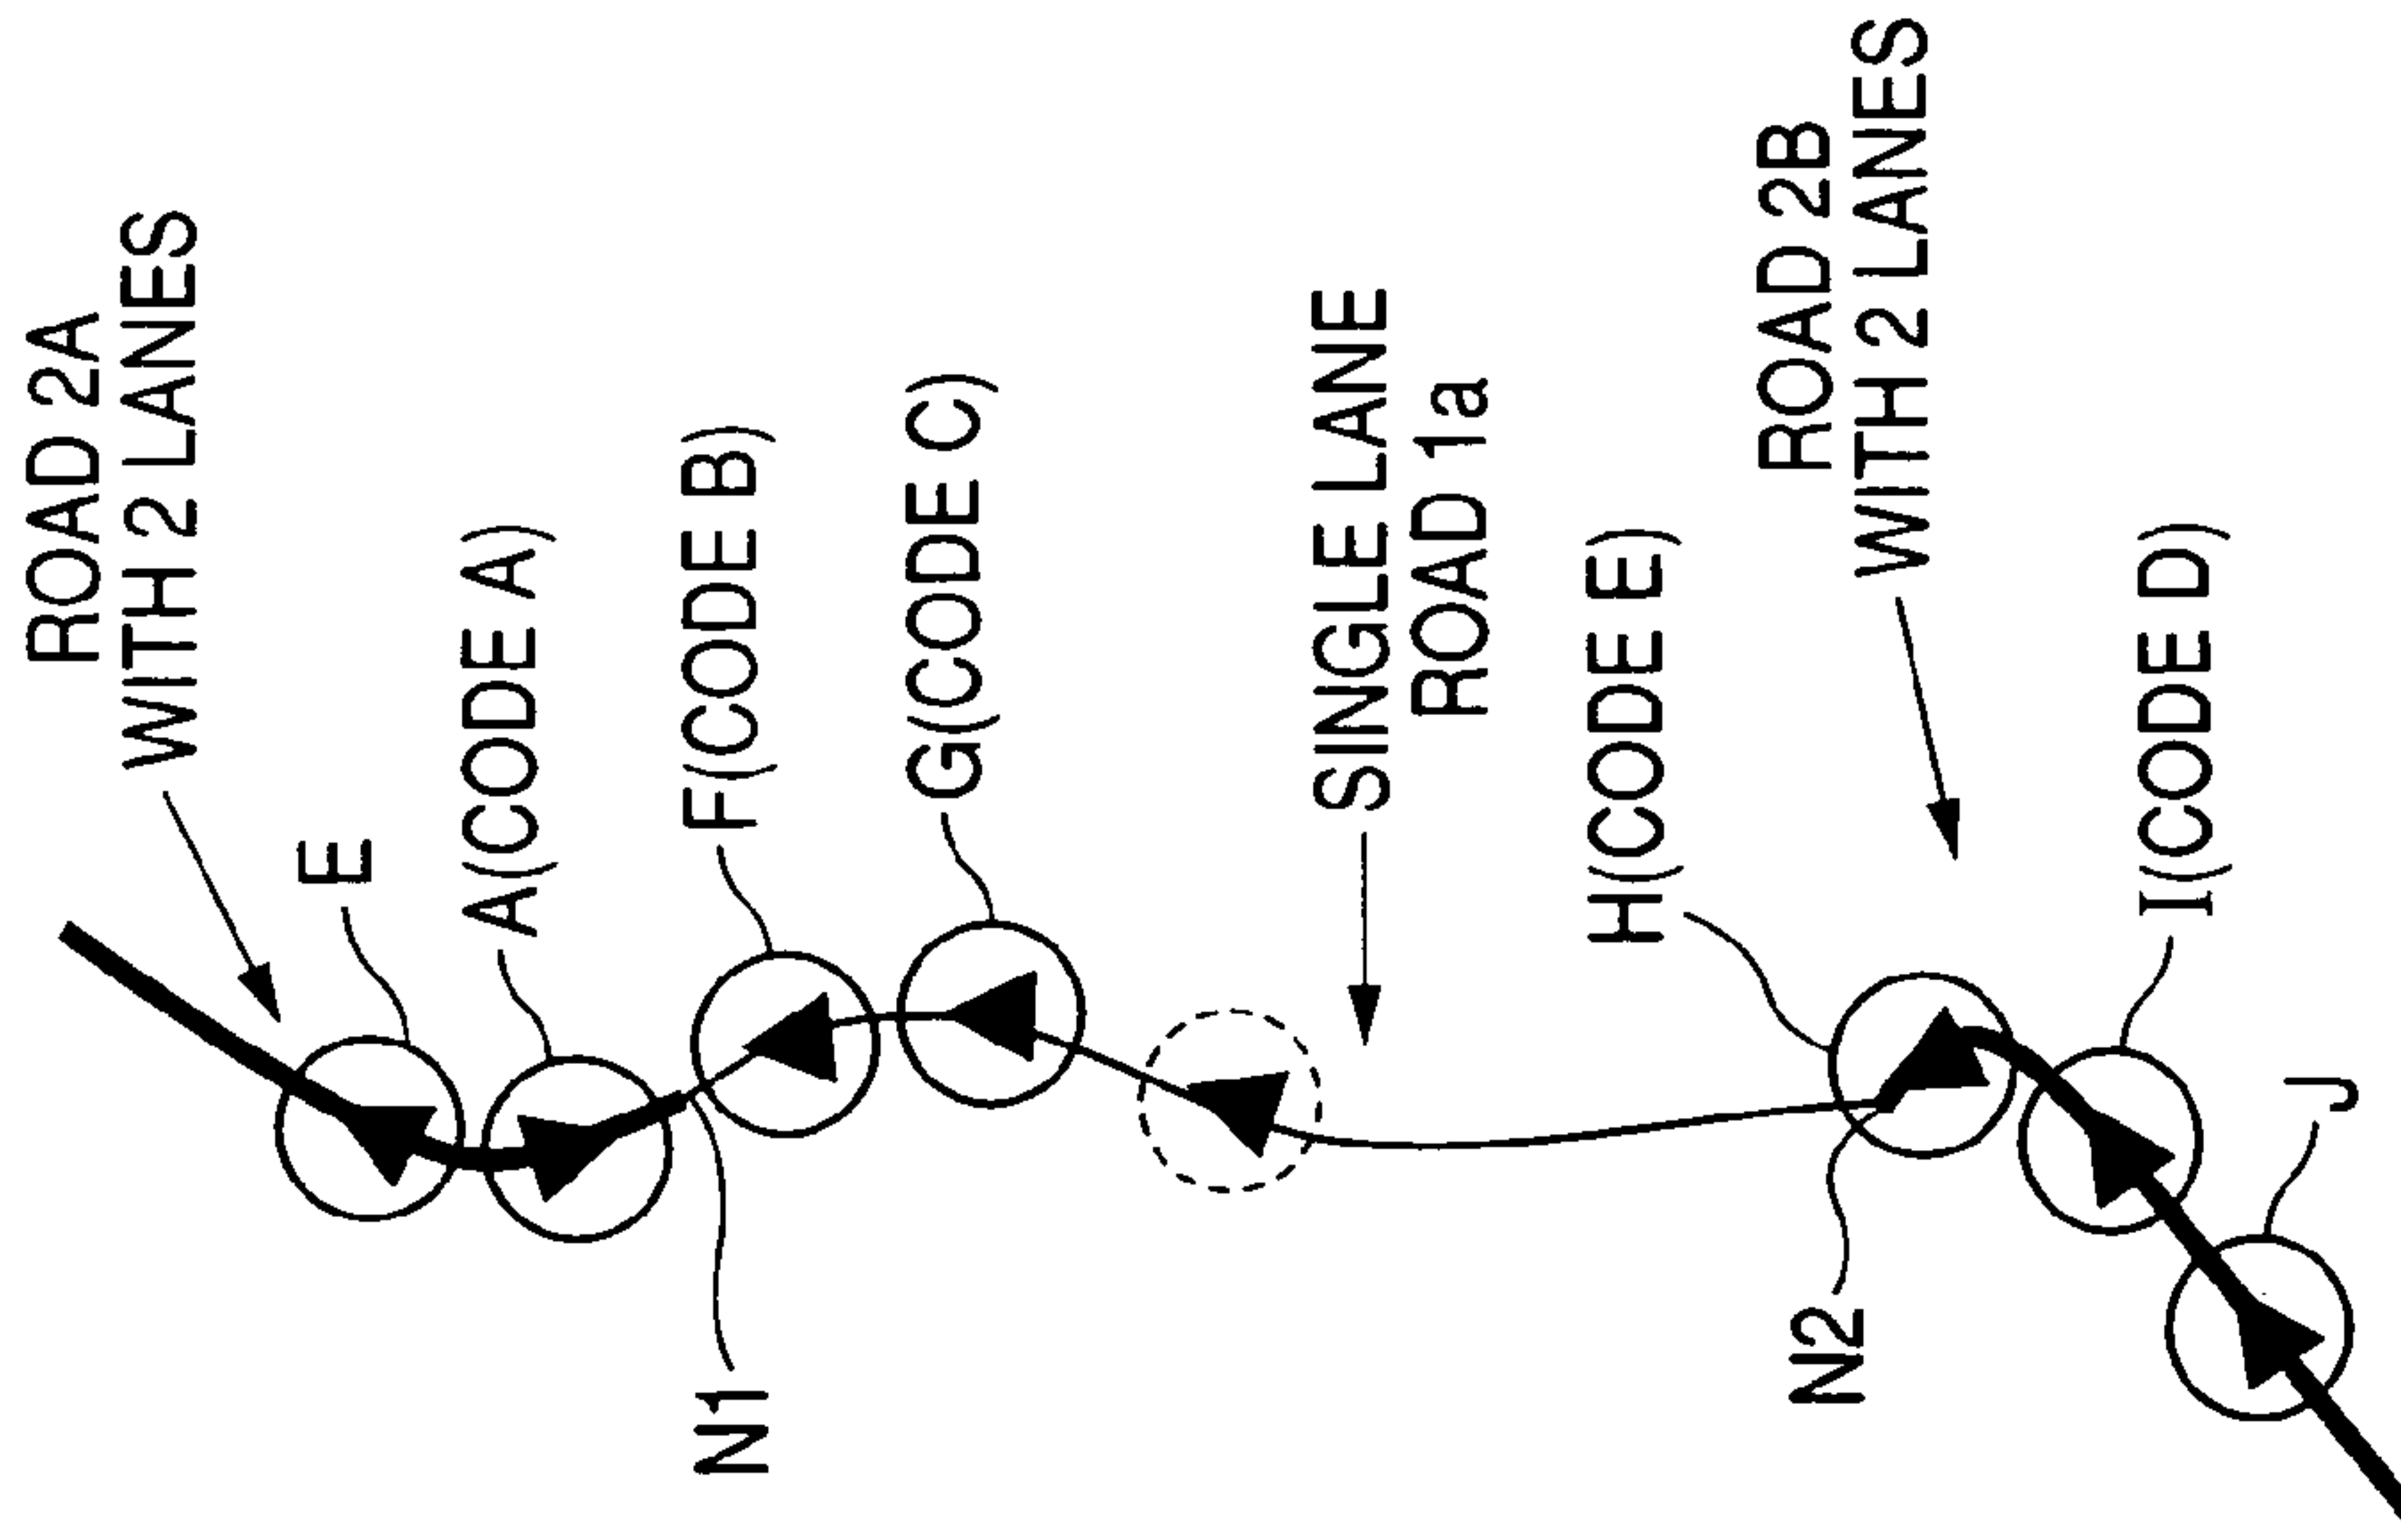 ROAD 2A
WITH 2 LANES
E
A(CODE A)
F(CODE B)
G(CODE C)
N1
SINGLE LANE
ROAD 1a
H(CODE E)
ROAD 2B
WITH 2 LANES
N2
I(CODE D)
J